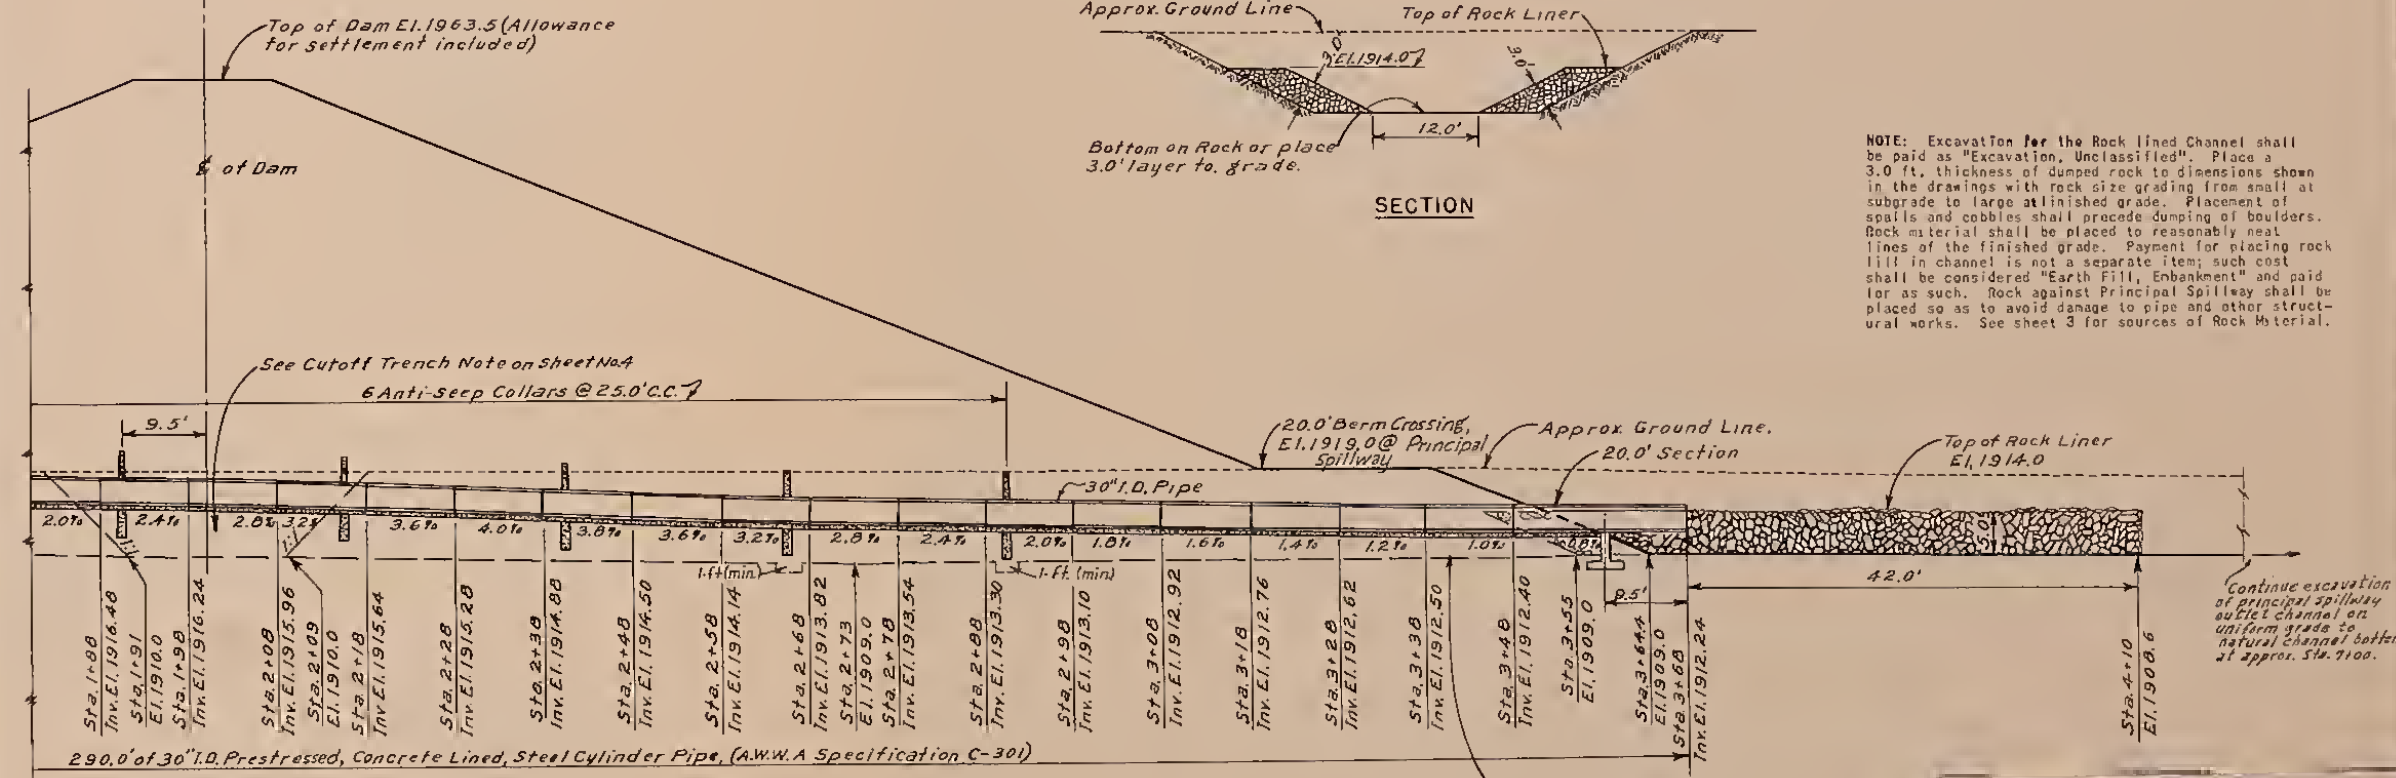 Top of Dam El.1963.5 (Allowance
for settlement included)
℄ of Dam
Approx. Ground Line
Top of Rock Liner
3.0'
El.1914.0
3.0'
12.0'
Bottom on Rock or place
3.0' layer to grade.
SECTION
NOTE: Excavation for the Rock lined Channel shall
be paid as "Excavation, Unclassified". Place a
3.0 ft. thickness of dumped rock to dimensions shown
in the drawings with rock size grading from small at
subgrade to large at finished grade. Placement of
spalls and cobbles shall precede dumping of boulders.
Rock material shall be placed to reasonably neat
lines of the finished grade. Payment for placing rock
fill in channel is not a separate item; such cost
shall be considered "Earth Fill, Enbankment" and paid
for as such. Rock against Principal Spillway shall be
placed so as to avoid damage to pipe and other struct-
ural works. See sheet 3 for sources of Rock Material.
See Cutoff Trench Note on Sheet No.4
6 Anti-Seep Collars @ 25.0' C.C.
9.5'
20.0' Berm Crossing,
El.1919.0 @ Principal
Spillway
Approx. Ground Line.
20.0' Section
Top of Rock Liner
El.1914.0
30" I.D. Pipe
2.0% 2.4% 2.8% 3.2% 3.6% 4.0% 3.8% 3.6% 3.2% 2.8% 2.4% 2.0% 1.8% 1.6% 1.4% 1.2% 1.0% 0.8%
1:1
1:1
5.0'
1-ft (min)
1-ft. (min)
9.5'
42.0'
Continue excavation
of principal spillway
outlet channel on
uniform grade to
natural channel bottom
at approx. Sta. 7+00.
Sta. 1+88
Inv. El. 1916.48
Sta. 1+91
El. 1910.0
Sta. 1+98
Inv. El. 1916.24
Sta. 2+08
Inv. El. 1915.96
Sta. 2+09
El. 1910.0
Sta. 2+18
Inv. El. 1915.64
Sta. 2+28
Inv. El. 1915.28
Sta. 2+38
Inv. El. 1914.88
Sta. 2+48
Inv. El. 1914.50
Sta. 2+58
Inv. El. 1914.14
Sta. 2+68
Inv. El. 1913.82
Sta. 2+73
El. 1909.0
Sta. 2+78
Inv. El. 1913.54
Sta. 2+88
Inv. El. 1913.30
Sta. 2+98
Inv. El. 1913.10
Sta. 3+08
Inv. El. 1912.92
Sta. 3+18
Inv. El. 1912.76
Sta. 3+28
Inv. El. 1912.62
Sta. 3+38
Inv. El. 1912.50
Sta. 3+48
Inv. El. 1912.40
Sta. 3+55
El. 1909.0
Sta. 3+64.4
El. 1909.0
Sta. 3+68
Inv. El. 1912.24
Sta. 4+10
El. 1908.6
290.0' of 30" I.D. Prestressed, Concrete Lined, Steel Cylinder Pipe, (A.W.W.A Specification C-301)